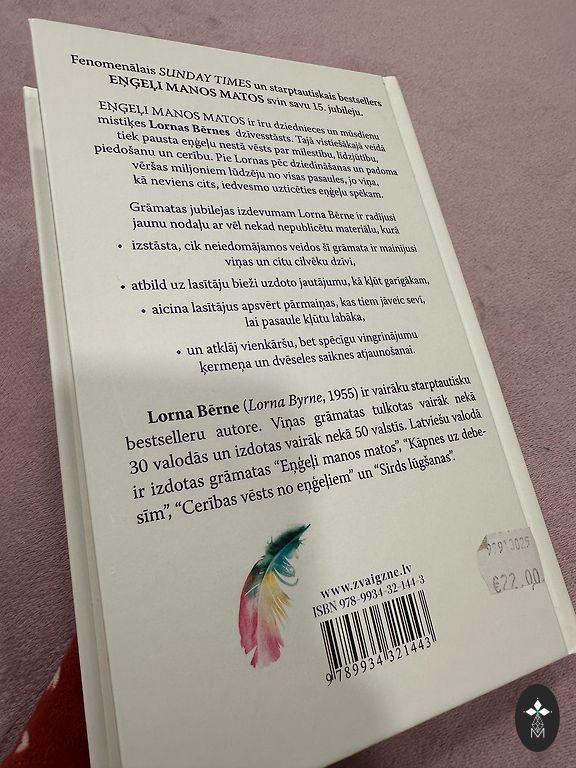 Fenomenālais SUNDAY TIMES un starptautiskais bestsellers
EŅĢEĻI MANOS MATOS svin savu 15. jubileju.
EŅĢEĻI MANOS MATOS ir īru dziednieces un mūsdienu
mistiķes Lornas Bērnes dzīvesstāsts. Tajā vistiešākajā veidā
tiek pausta eņģeļu nestā vēsts par mīlestību, līdzjūtību,
piedošanu un cerību. Pie Lornas pēc dziedināšanas un padoma
vēršas miljoniem lūdzēju no visas pasaules, jo viņa,
kā neviens cits, iedvesmo uzticēties eņģeļu spēkam.
Grāmatas jubilejas izdevumam Lorna Bērne ir radījusi
jaunu nodaļu ar vēl nekad nepublicētu materiālu, kurā
• izstāsta, cik neiedomājamos veidos šī grāmata ir mainījusi
viņas un citu cilvēku dzīvi,
• atbild uz lasītāju bieži uzdoto jautājumu, kā kļūt garīgākam,
• aicina lasītājus apsvērt pārmaiņas, kas tiem jāveic sevī,
lai pasaule kļūtu labāka,
• un atklāj vienkāršu, bet spēcīgu vingrinājumu
ķermeņa un dvēseles saiknes atjaunošanai.
Lorna Bērne (Lorna Byrne, 1955) ir vairāku starptautisku
bestselleru autore. Viņas grāmatas tulkotas vairāk nekā
30 valodās un izdotas vairāk nekā 50 valstīs. Latviešu valodā
ir izdotas grāmatas “Eņģeļi manos matos”, “Kāpnes uz debe-
sīm”, “Cerības vēsts no eņģeļiem” un “Sirds lūgšanas”.
www.zvaigzne.lv
ISBN 978-9934-32-144-3
9 789934 321443
€22.00
M